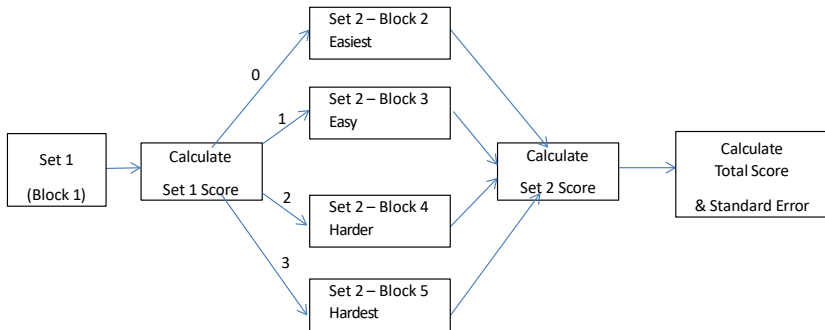 Set 1
(Block 1)
Calculate
Set 1 Score
0
1
2
3
Set 2 – Block 2
Easiest
Set 2 – Block 3
Easy
Set 2 – Block 4
Harder
Set 2 – Block 5
Hardest
Calculate
Set 2 Score
Calculate
Total Score
& Standard Error